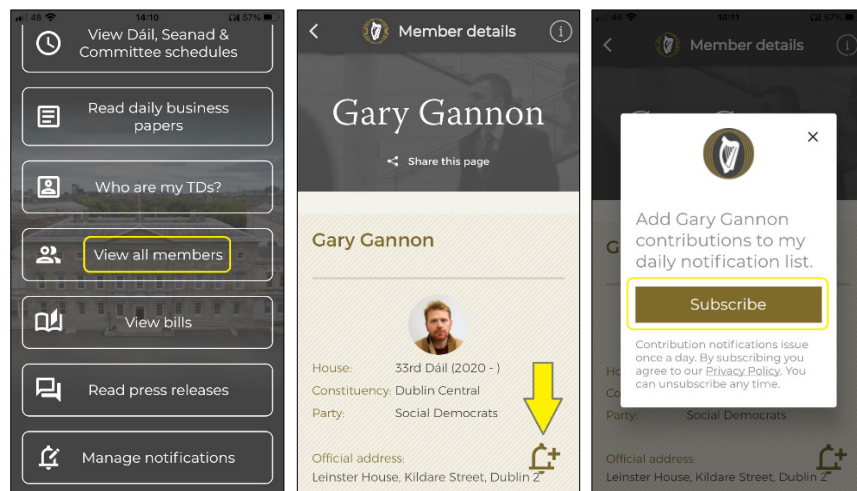 48 14:10 57%
View Dáil, Seanad &
Committee schedules
Read daily business
papers
Who are my TDs?
View all members
View bills
Read press releases
Manage notifications
Member details
Gary Gannon
Share this page
Gary Gannon
House: 33rd Dáil (2020 - )
Constituency: Dublin Central
Party: Social Democrats
Official address:
Leinster House, Kildare Street, Dublin 2
48 14:11 57%
Member details
Add Gary Gannon
contributions to my
daily notification list.
Subscribe
Contribution notifications issue
once a day. By subscribing you
agree to our Privacy Policy. You
can unsubscribe any time.
Party: Social Democrats
Official address:
Leinster House, Kildare Street, Dublin 2